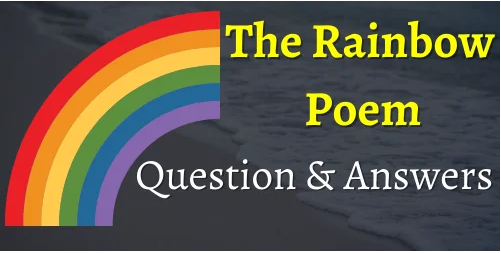 The Rainbow
Poem
Question & Answers